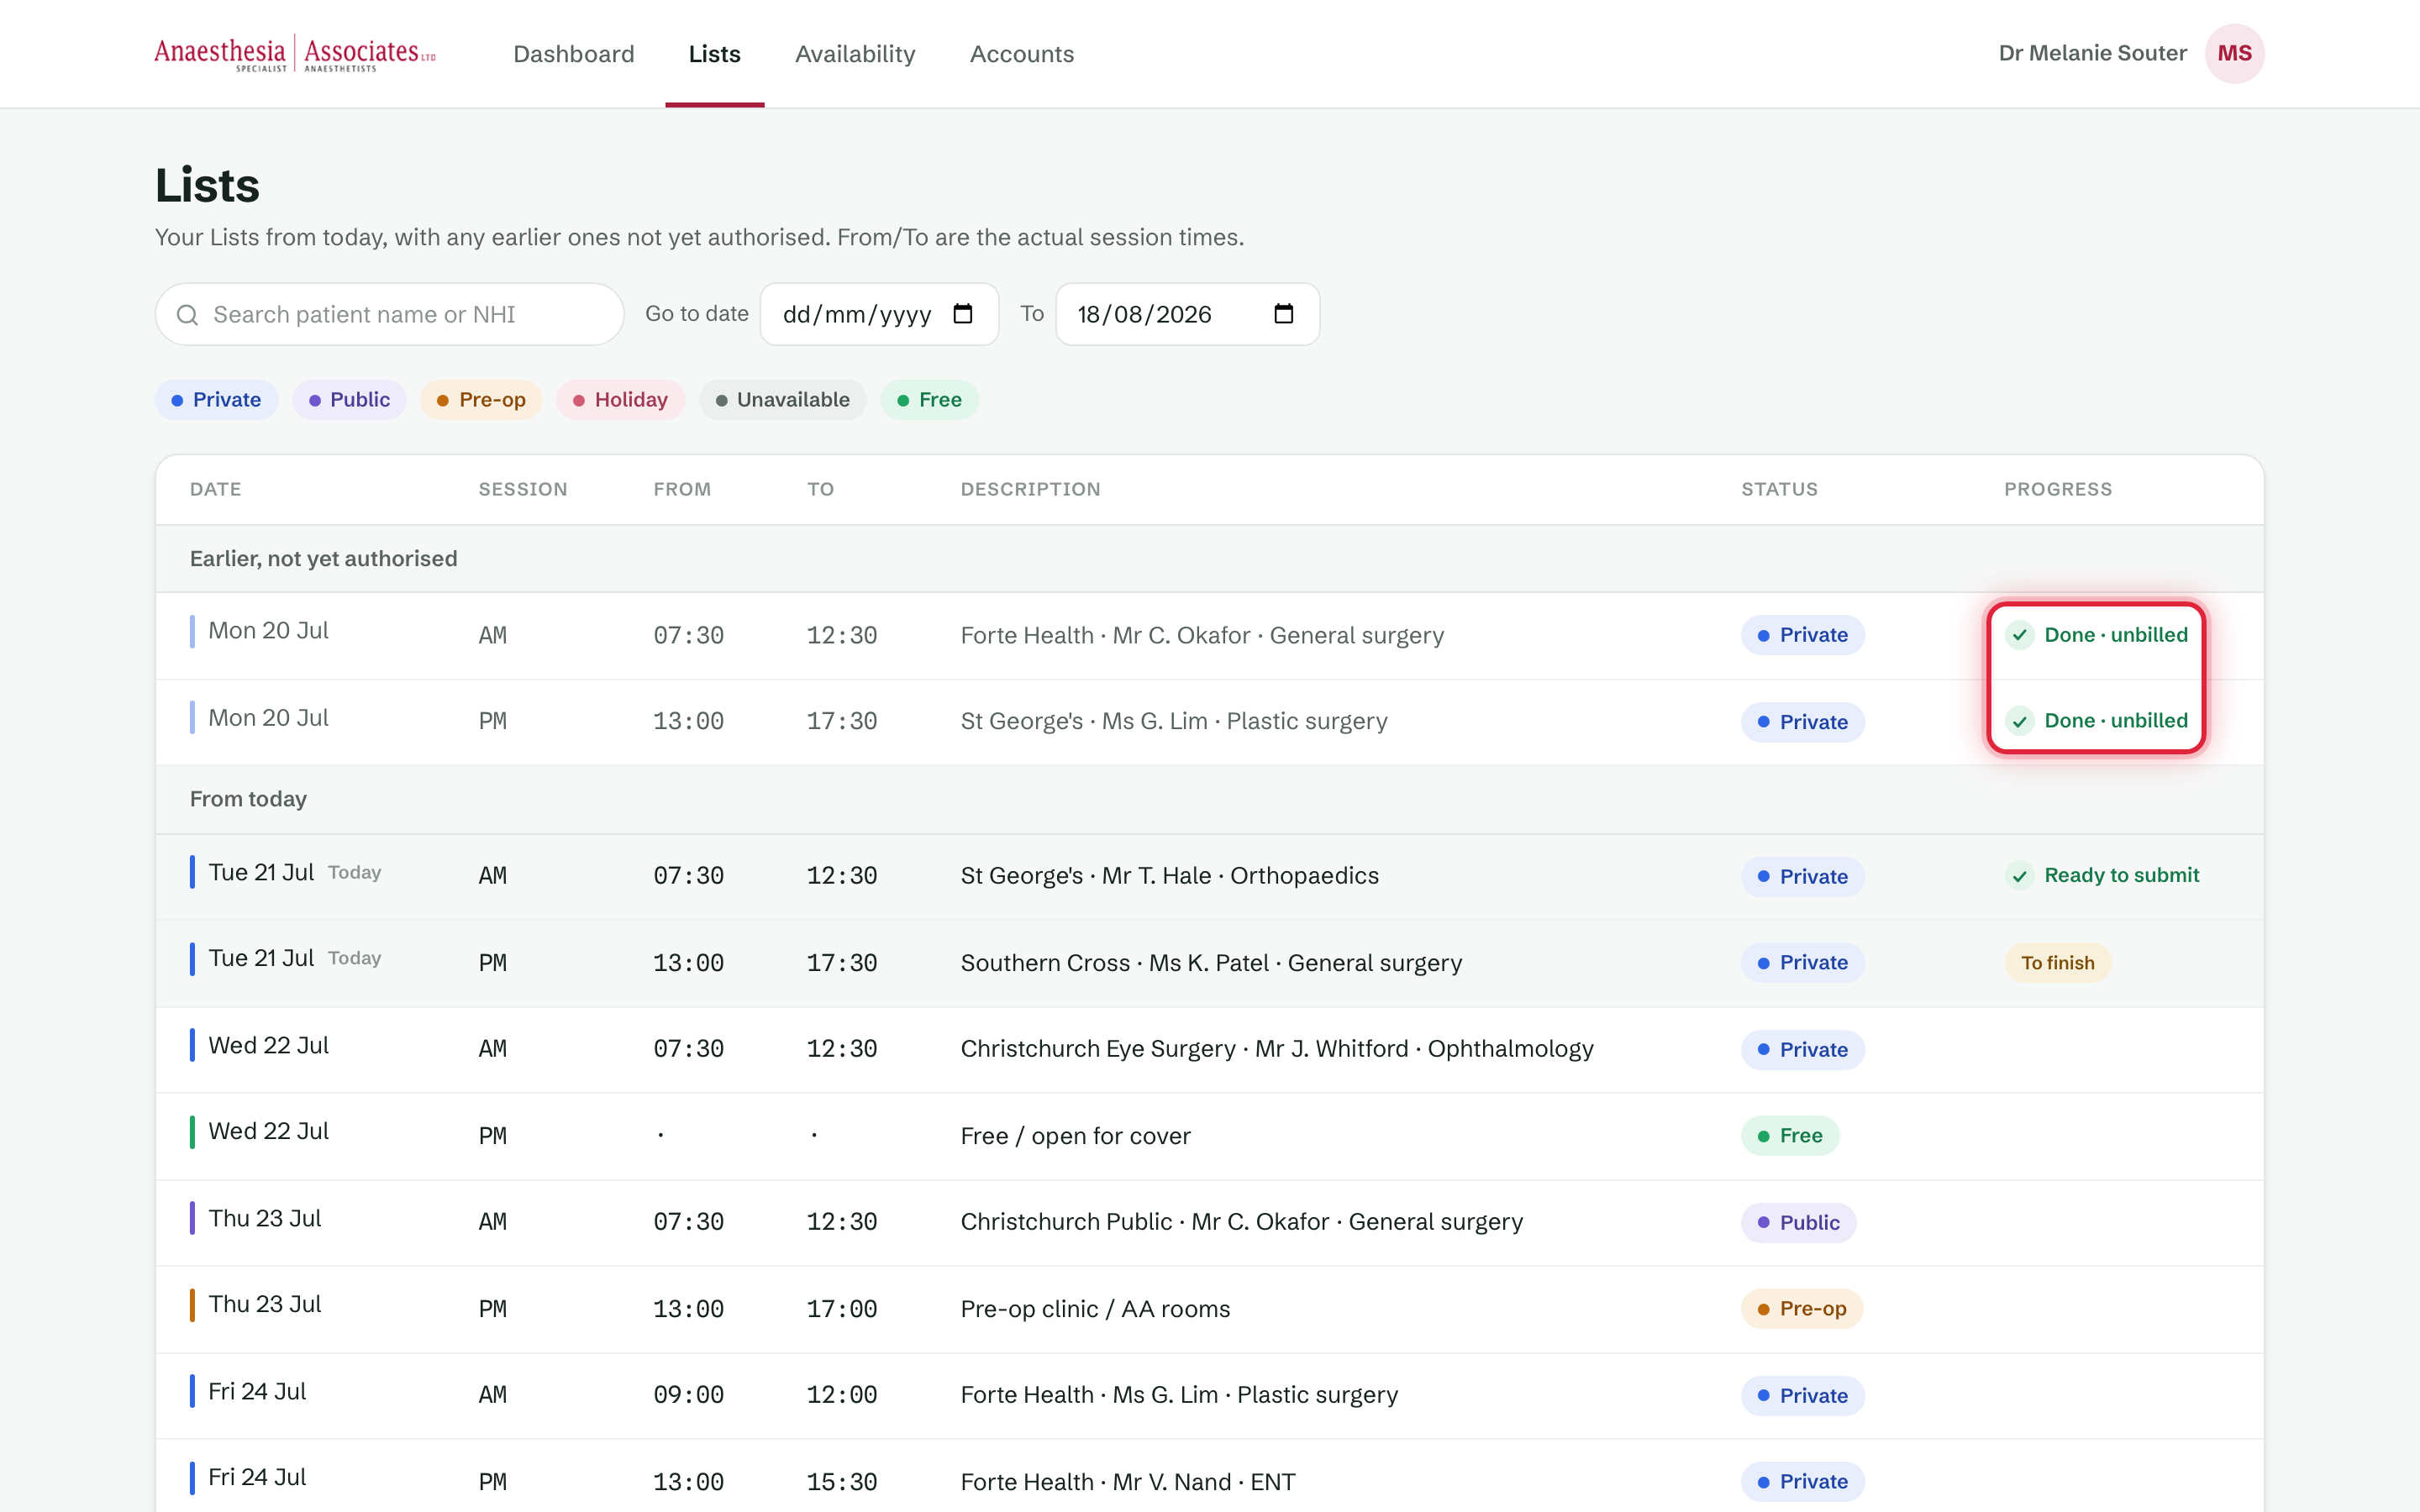 Anaesthesia Associates LTD
SPECIALIST ANAESTHETISTS
Dashboard Lists Availability Accounts
Dr Melanie Souter MS
Lists
Your Lists from today, with any earlier ones not yet authorised. From/To are the actual session times.
Search patient name or NHI Go to date dd/mm/yyyy To 18/08/2026
Private Public Pre-op Holiday Unavailable Free
DATE SESSION FROM TO DESCRIPTION STATUS PROGRESS
Earlier, not yet authorised
Mon 20 Jul AM 07:30 12:30 Forte Health · Mr C. Okafor · General surgery Private Done · unbilled
Mon 20 Jul PM 13:00 17:30 St George's · Ms G. Lim · Plastic surgery Private Done · unbilled
From today
Tue 21 Jul Today AM 07:30 12:30 St George's · Mr T. Hale · Orthopaedics Private Ready to submit
Tue 21 Jul Today PM 13:00 17:30 Southern Cross · Ms K. Patel · General surgery Private To finish
Wed 22 Jul AM 07:30 12:30 Christchurch Eye Surgery · Mr J. Whitford · Ophthalmology Private
Wed 22 Jul PM · · Free / open for cover Free
Thu 23 Jul AM 07:30 12:30 Christchurch Public · Mr C. Okafor · General surgery Public
Thu 23 Jul PM 13:00 17:00 Pre-op clinic / AA rooms Pre-op
Fri 24 Jul AM 09:00 12:00 Forte Health · Ms G. Lim · Plastic surgery Private
Fri 24 Jul PM 13:00 15:30 Forte Health · Mr V. Nand · ENT Private